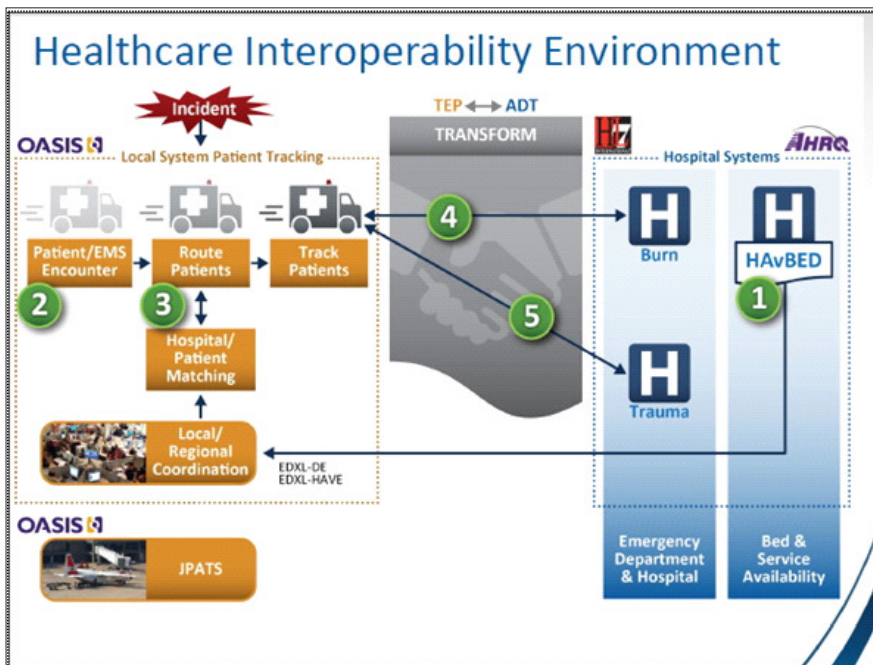 Healthcare Interoperability Environment
Incident
TEP ADT
TRANSFORM
OASIS
HL7
INTERNATIONAL
AHRQ
Local System Patient Tracking
Hospital Systems
Patient/EMS
Encounter
Route
Patients
Track
Patients
4
H
Burn
H
HAvBED
2
3
5
1
Hospital/
Patient
Matching
H
Trauma
Local/
Regional
Coordination
EDXL-DE
EDXL-HAVE
OASIS
JPATS
Emergency
Department
& Hospital
Bed &
Service
Availability